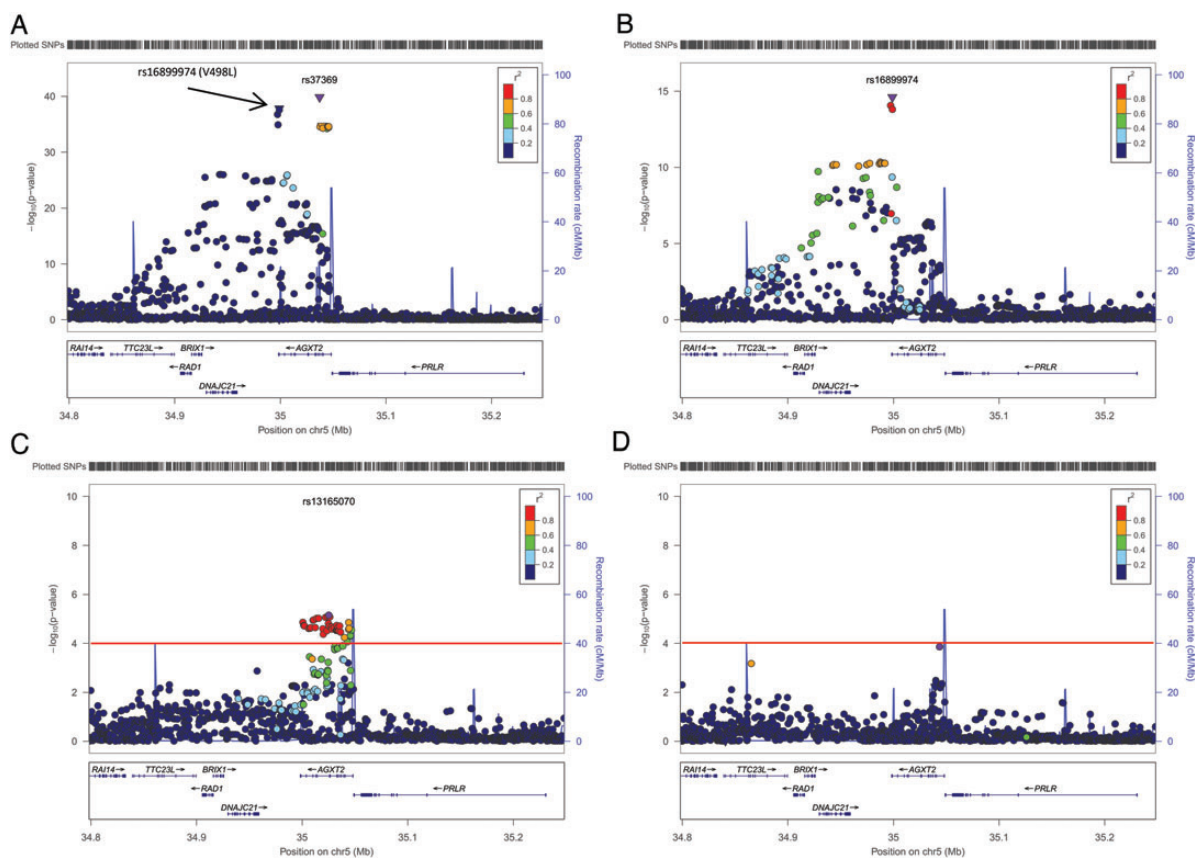 A
Plotted SNPs
rs16899974 (V498L)
rs37369
r²
0.8
0.6
0.4
0.2
40
30
20
10
0
−log₁₀(p−value)
100
80
60
40
20
0
Recombination rate (cM/Mb)
RAI14→
TTC23L→
BRIX1→
←AGXT2
←RAD1
←PRLR
DNAJC21→
34.8
34.9
35
35.1
35.2
Position on chr5 (Mb)
B
Plotted SNPs
rs16899974
r²
0.8
0.6
0.4
0.2
15
10
5
0
−log₁₀(p−value)
100
80
60
40
20
0
Recombination rate (cM/Mb)
RAI14→
TTC23L→
BRIX1→
←AGXT2
←RAD1
←PRLR
DNAJC21→
34.8
34.9
35
35.1
35.2
Position on chr5 (Mb)
C
Plotted SNPs
rs13165070
r²
0.8
0.6
0.4
0.2
10
8
6
4
2
0
−log₁₀(p−value)
100
80
60
40
20
0
Recombination rate (cM/Mb)
RAI14→
TTC23L→
BRIX1→
←AGXT2
←RAD1
←PRLR
DNAJC21→
34.8
34.9
35
35.1
35.2
Position on chr5 (Mb)
D
Plotted SNPs
r²
0.8
0.6
0.4
0.2
10
8
6
4
2
0
−log₁₀(p−value)
100
80
60
40
20
0
Recombination rate (cM/Mb)
RAI14→
TTC23L→
BRIX1→
←AGXT2
←RAD1
←PRLR
DNAJC21→
34.8
34.9
35
35.1
35.2
Position on chr5 (Mb)